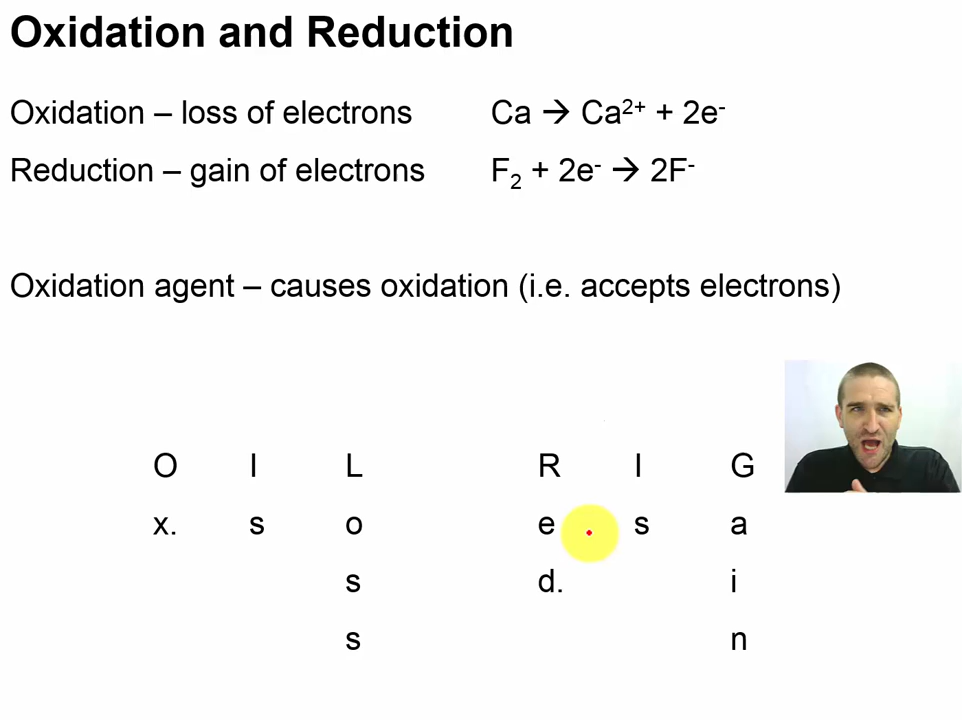 Oxidation and Reduction
Oxidation – loss of electrons Ca → Ca²⁺ + 2e⁻
Reduction – gain of electrons F₂ + 2e⁻ → 2F⁻
Oxidation agent – causes oxidation (i.e. accepts electrons)
O I L R I G
x. s o e s a
s d. i
s n